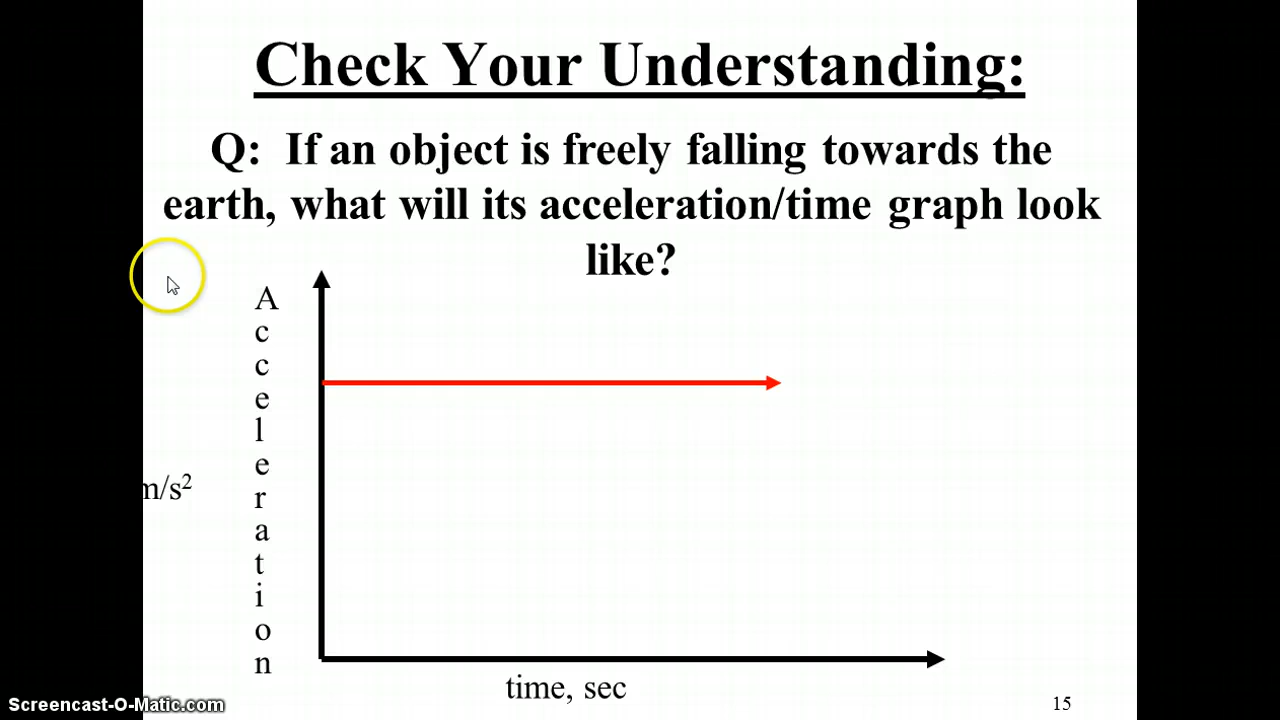 Check Your Understanding:
Q: If an object is freely falling towards the
earth, what will its acceleration/time graph look
like?
Acceleration
m/s²
time, sec
15
Screencast-O-Matic.com